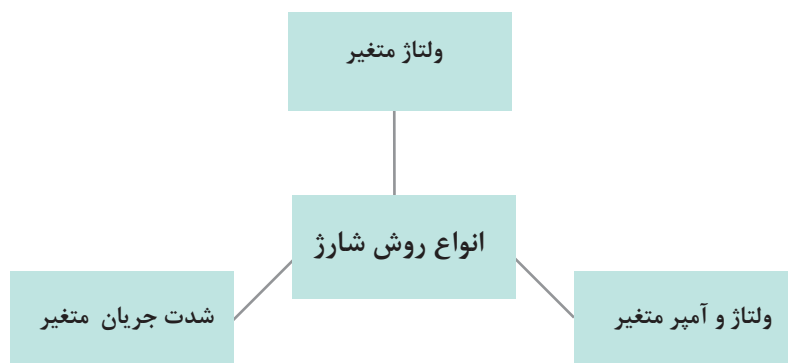 ولتاژ متغیر
انواع روش شارژ
ولتاژ و آمپر متغیر
شدت جریان متغیر